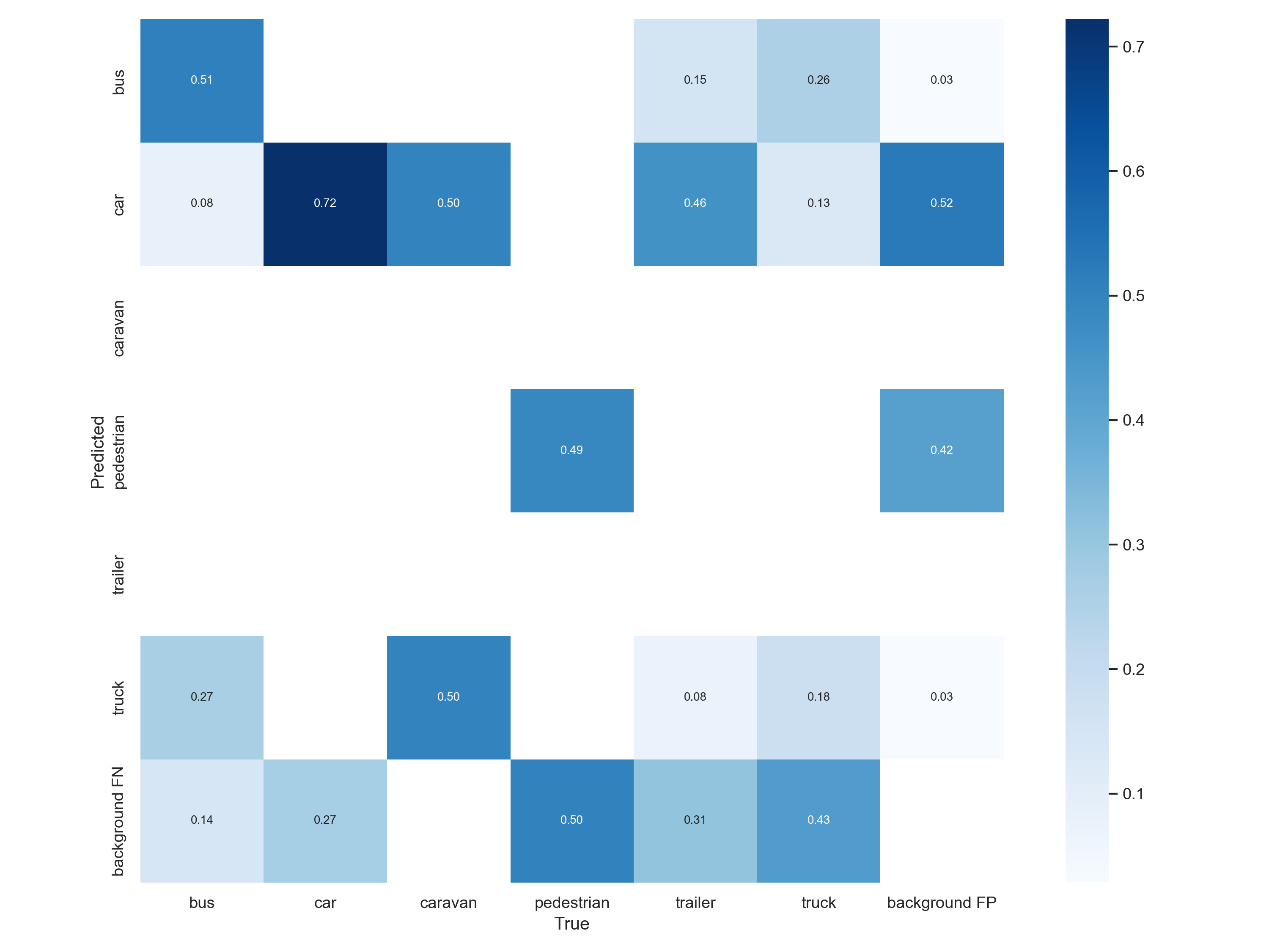 bus
0.51
0.15
0.26
0.03
car
0.08
0.72
0.50
0.46
0.13
0.52
caravan
Predicted
pedestrian
0.49
0.42
trailer
truck
0.27
0.50
0.08
0.18
0.03
background FN
0.14
0.27
0.50
0.31
0.43
bus
car
caravan
pedestrian
trailer
truck
background FP
True
0.7
0.6
0.5
0.4
0.3
0.2
0.1